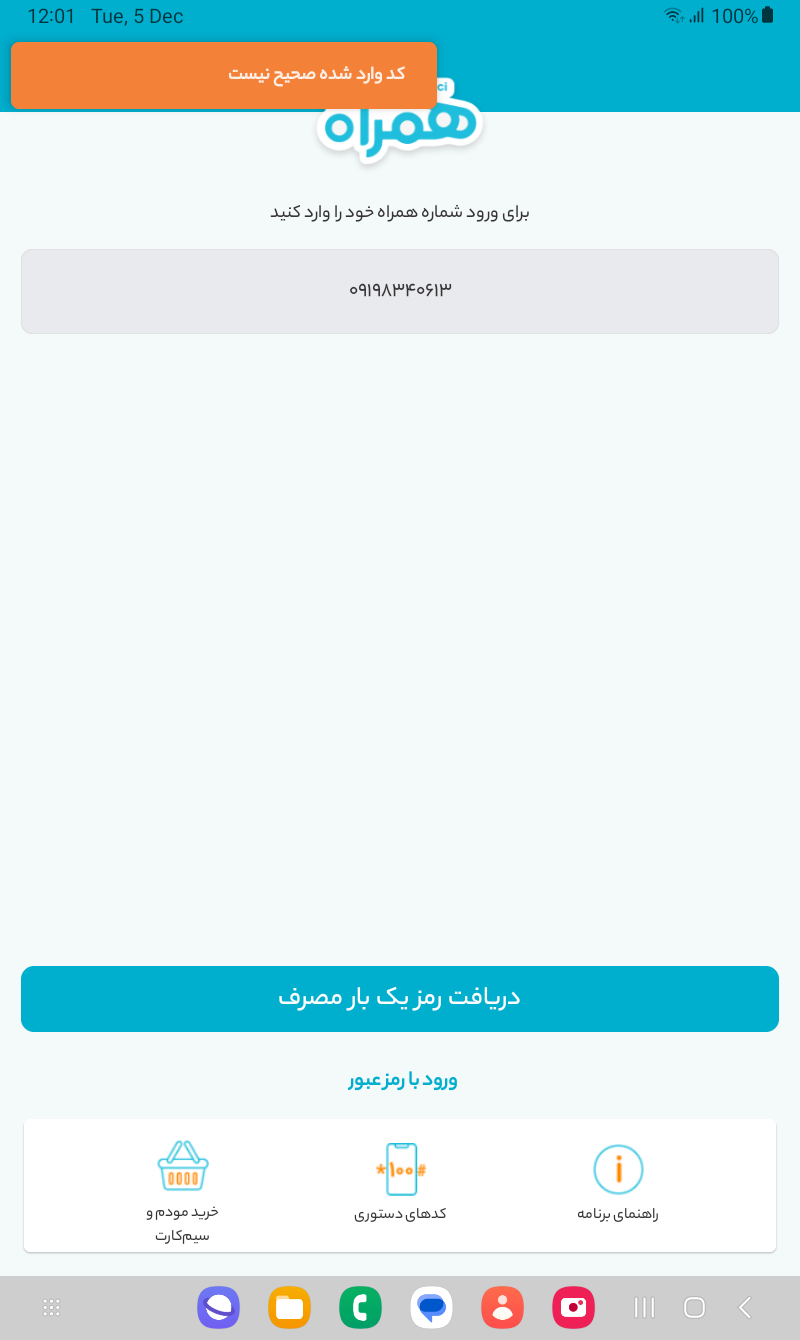 12:01 Tue, 5 Dec 100%
کد وارد شده صحیح نیست
ci
همراه
برای ورود شماره همراه خود را وارد کنید
۰۹۱۹۸۳۴۰۶۱۳
دریافت رمز یک بار مصرف
ورود با رمز عبور
*۱۰۰#
راهنمای برنامه
کدهای دستوری
خرید مودم و
سیم‌کارت